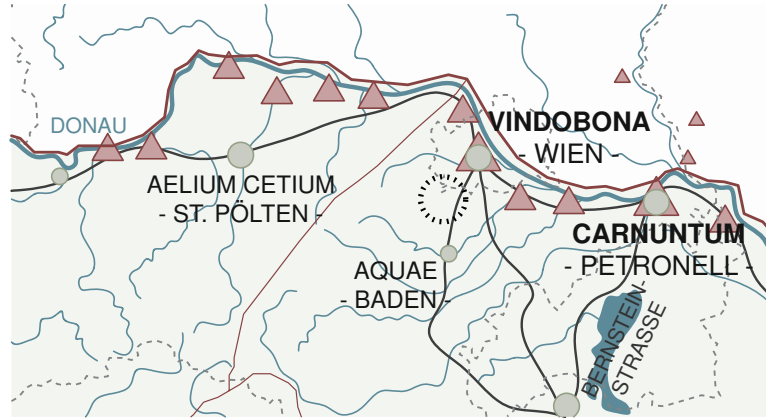 DONAU
VINDOBONA
- WIEN -
AELIUM CETIUM
- ST. PÖLTEN -
CARNUNTUM
- PETRONELL -
AQUAE
- BADEN -
BERNSTEIN-
STRASSE